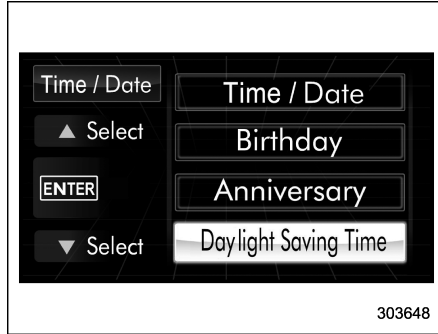 Time / Date
▲ Select
ENTER
▼ Select
Time / Date
Birthday
Anniversary
Daylight Saving Time
303648